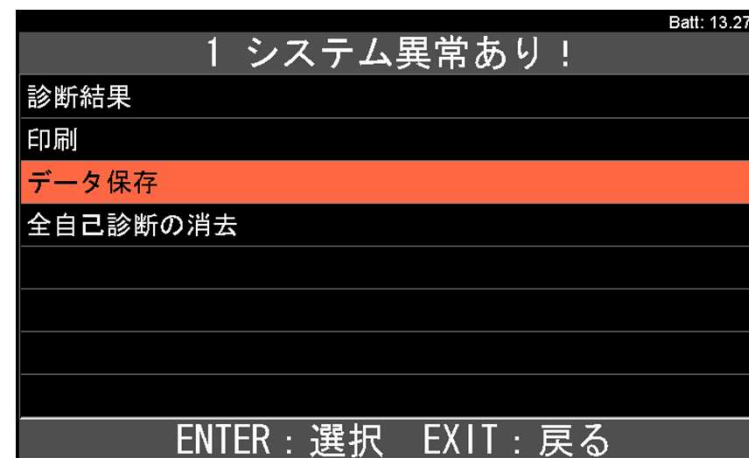 Batt: 13.27
1 システム異常あり!
診断結果
印刷
データ保存
全自己診断の消去
ENTER:選択 EXIT:戻る